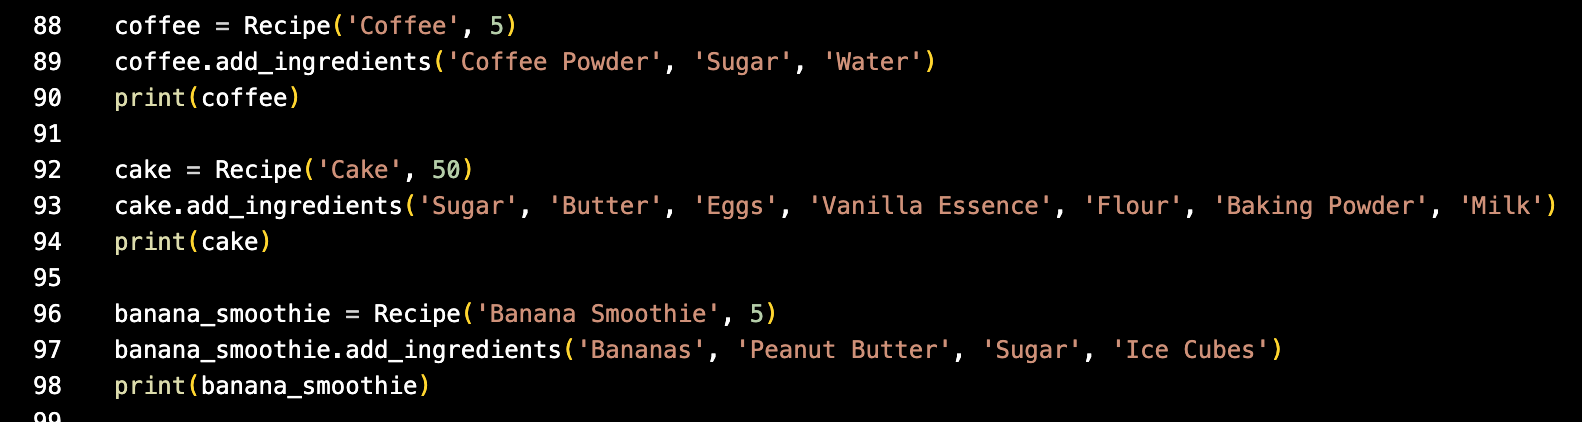 88 coffee = Recipe('Coffee', 5)
89 coffee.add_ingredients('Coffee Powder', 'Sugar', 'Water')
90 print(coffee)
91
92 cake = Recipe('Cake', 50)
93 cake.add_ingredients('Sugar', 'Butter', 'Eggs', 'Vanilla Essence', 'Flour', 'Baking Powder', 'Milk')
94 print(cake)
95
96 banana_smoothie = Recipe('Banana Smoothie', 5)
97 banana_smoothie.add_ingredients('Bananas', 'Peanut Butter', 'Sugar', 'Ice Cubes')
98 print(banana_smoothie)
99